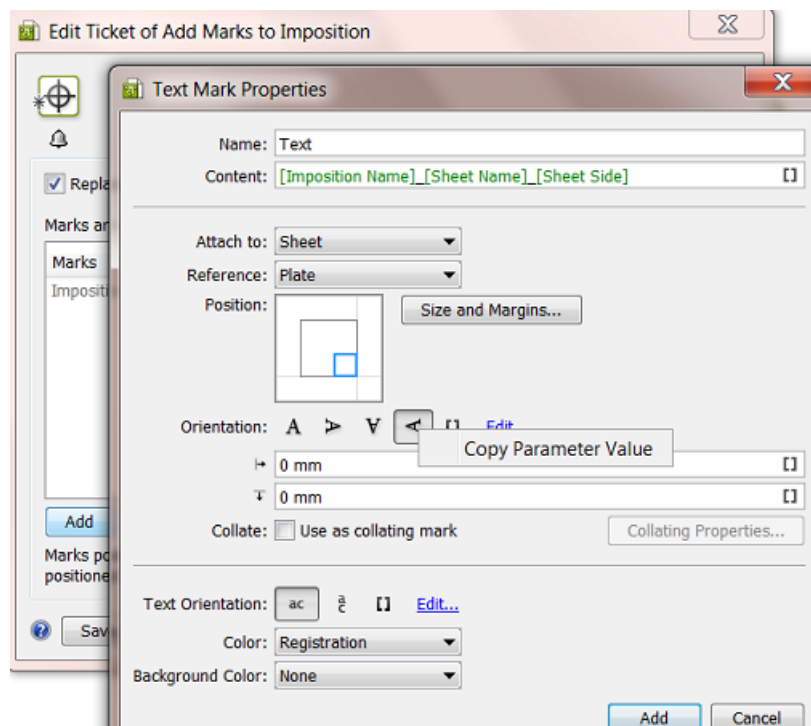 Edit Ticket of Add Marks to Imposition
Text Mark Properties
Name: Text
Content: [Imposition Name]_[Sheet Name]_[Sheet Side] []
Attach to: Sheet
Reference: Plate
Position: Size and Margins...
Orientation: A A A A [] Edit
Copy Parameter Value
0 mm []
0 mm []
Collate: Use as collating mark Collating Properties...
Text Orientation: ac ac [] Edit...
Color: Registration
Background Color: None
Add Cancel
Repla
Marks an
Marks
Impositi
Add
Marks po
positione
Sav